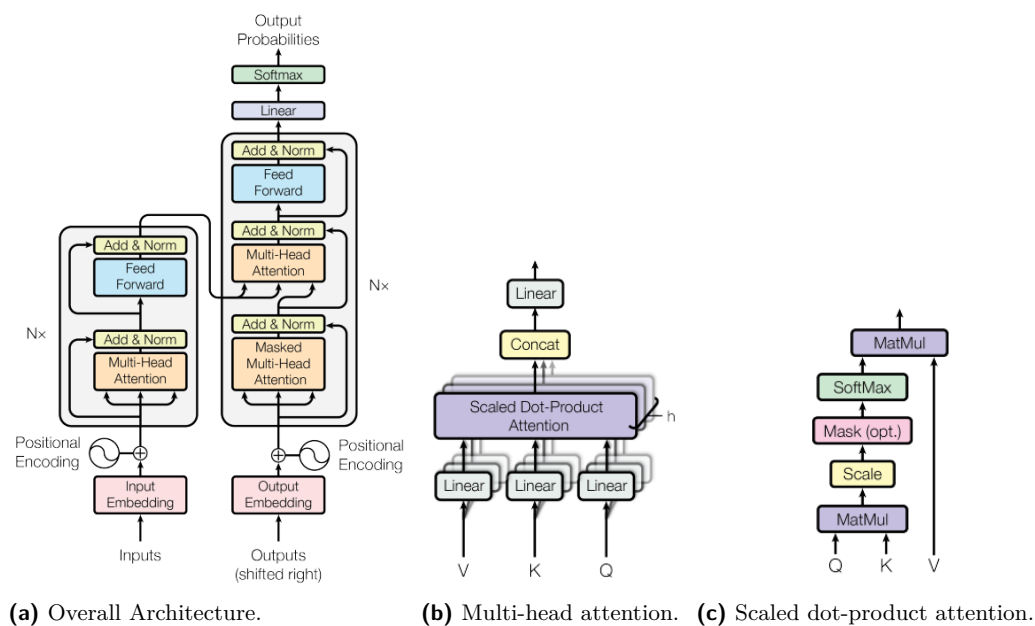 Output
Probabilities
Softmax
Linear
Add & Norm
Feed
Forward
Add & Norm
Multi-Head
Attention
Nx
Add & Norm
Masked
Multi-Head
Attention
Positional
Encoding
Output
Embedding
Outputs
(shifted right)
Add & Norm
Feed
Forward
Nx
Add & Norm
Multi-Head
Attention
Positional
Encoding
Input
Embedding
Inputs
(a) Overall Architecture.
Linear
Concat
Scaled Dot-Product
Attention
h
Linear
Linear
Linear
V
K
Q
(b) Multi-head attention.
MatMul
SoftMax
Mask (opt.)
Scale
MatMul
Q
K
V
(c) Scaled dot-product attention.